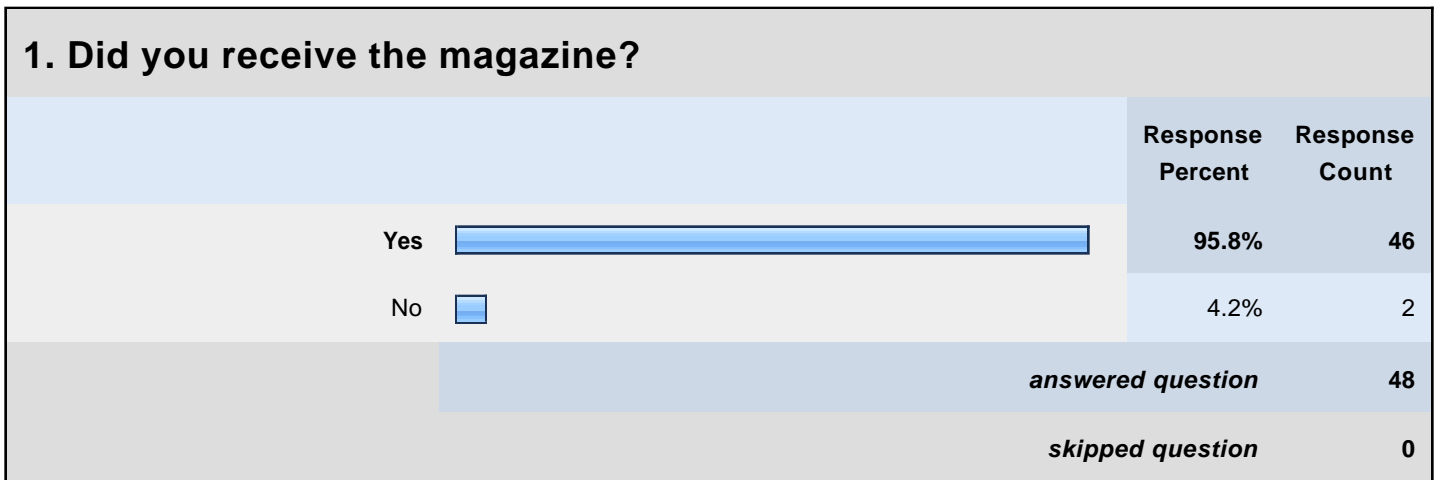 1. Did you receive the magazine?
Response Percent Response Count
Yes 95.8% 46
No 4.2% 2
answered question 48
skipped question 0